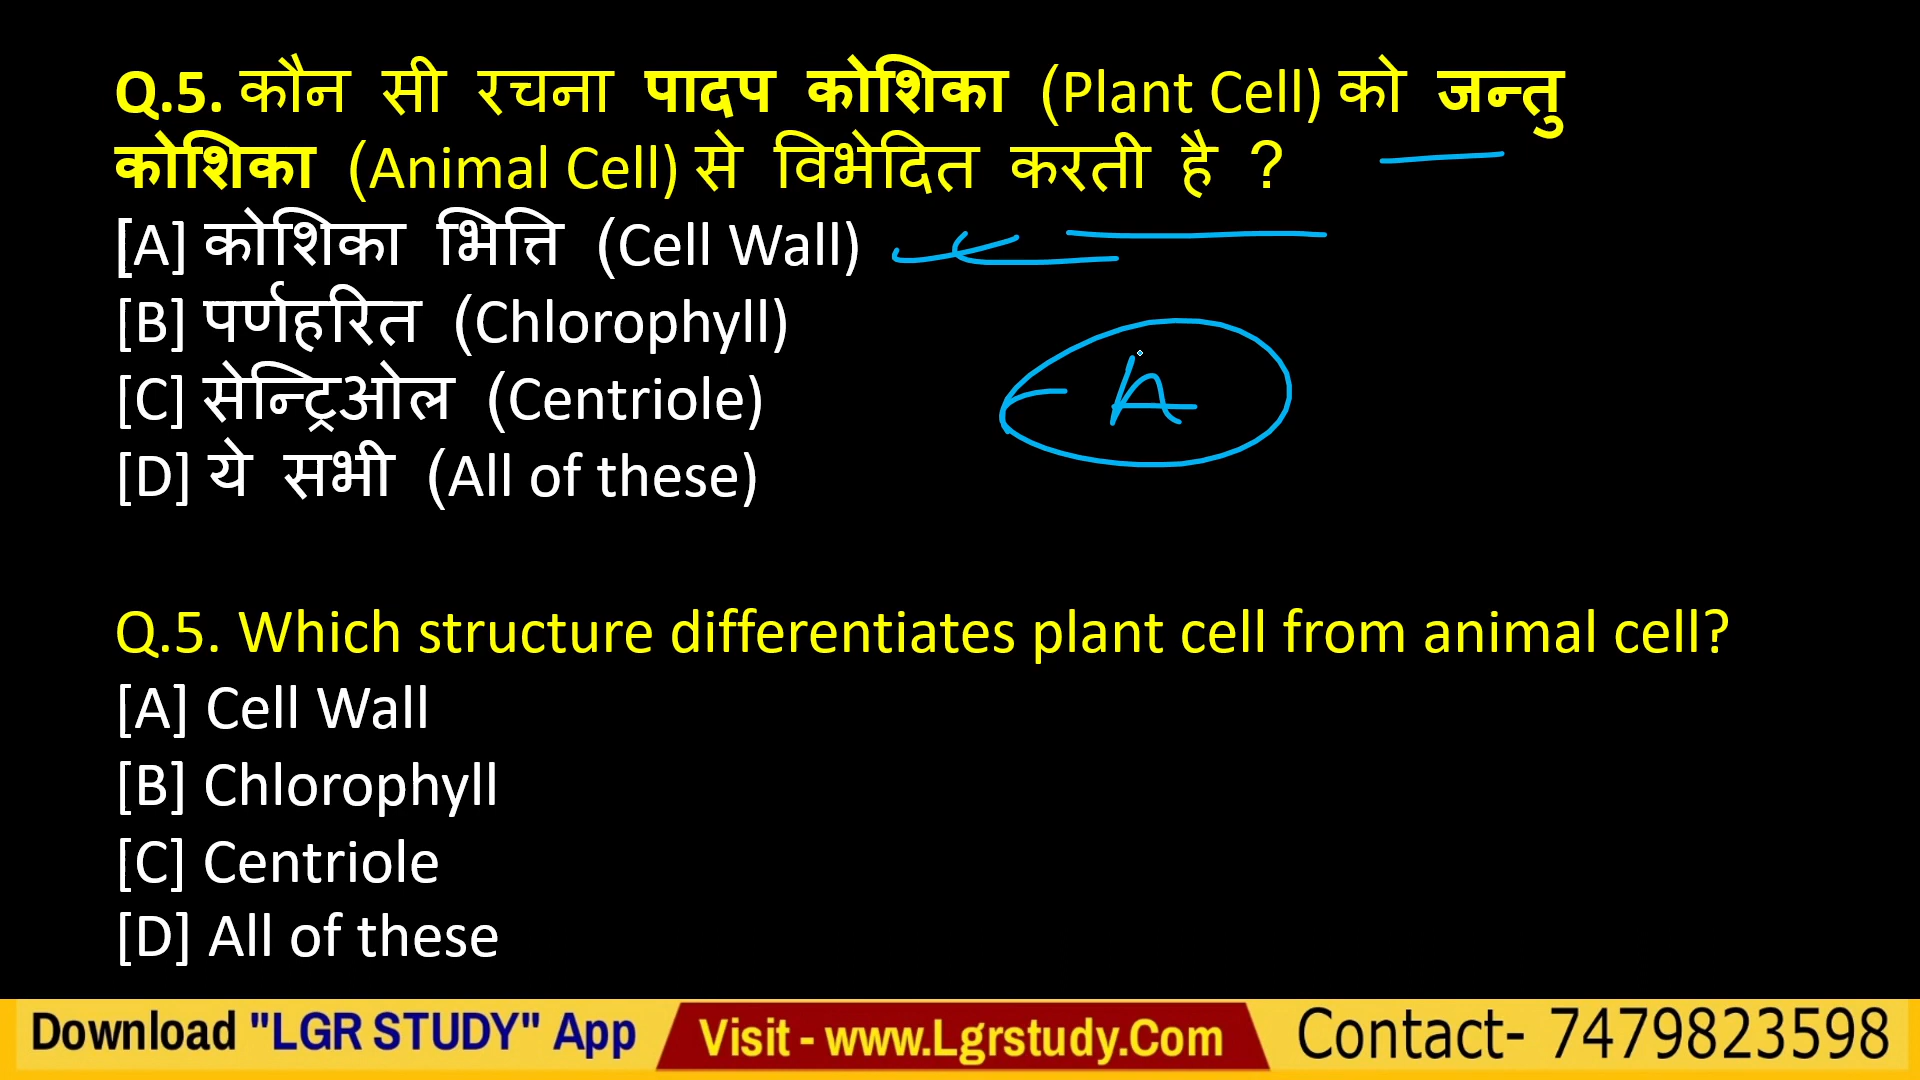 Q.5. कौन सी रचना पादप कोशिका (Plant Cell) को जन्तु
कोशिका (Animal Cell) से विभेदित करती है ?
[A] कोशिका भित्ति (Cell Wall)
[B] पर्णहरित (Chlorophyll)
[C] सेन्ट्रिओल (Centriole)
[D] ये सभी (All of these)
A
Q.5. Which structure differentiates plant cell from animal cell?
[A] Cell Wall
[B] Chlorophyll
[C] Centriole
[D] All of these
Download "LGR STUDY" App Visit - www.Lgrstudy.Com Contact- 7479823598